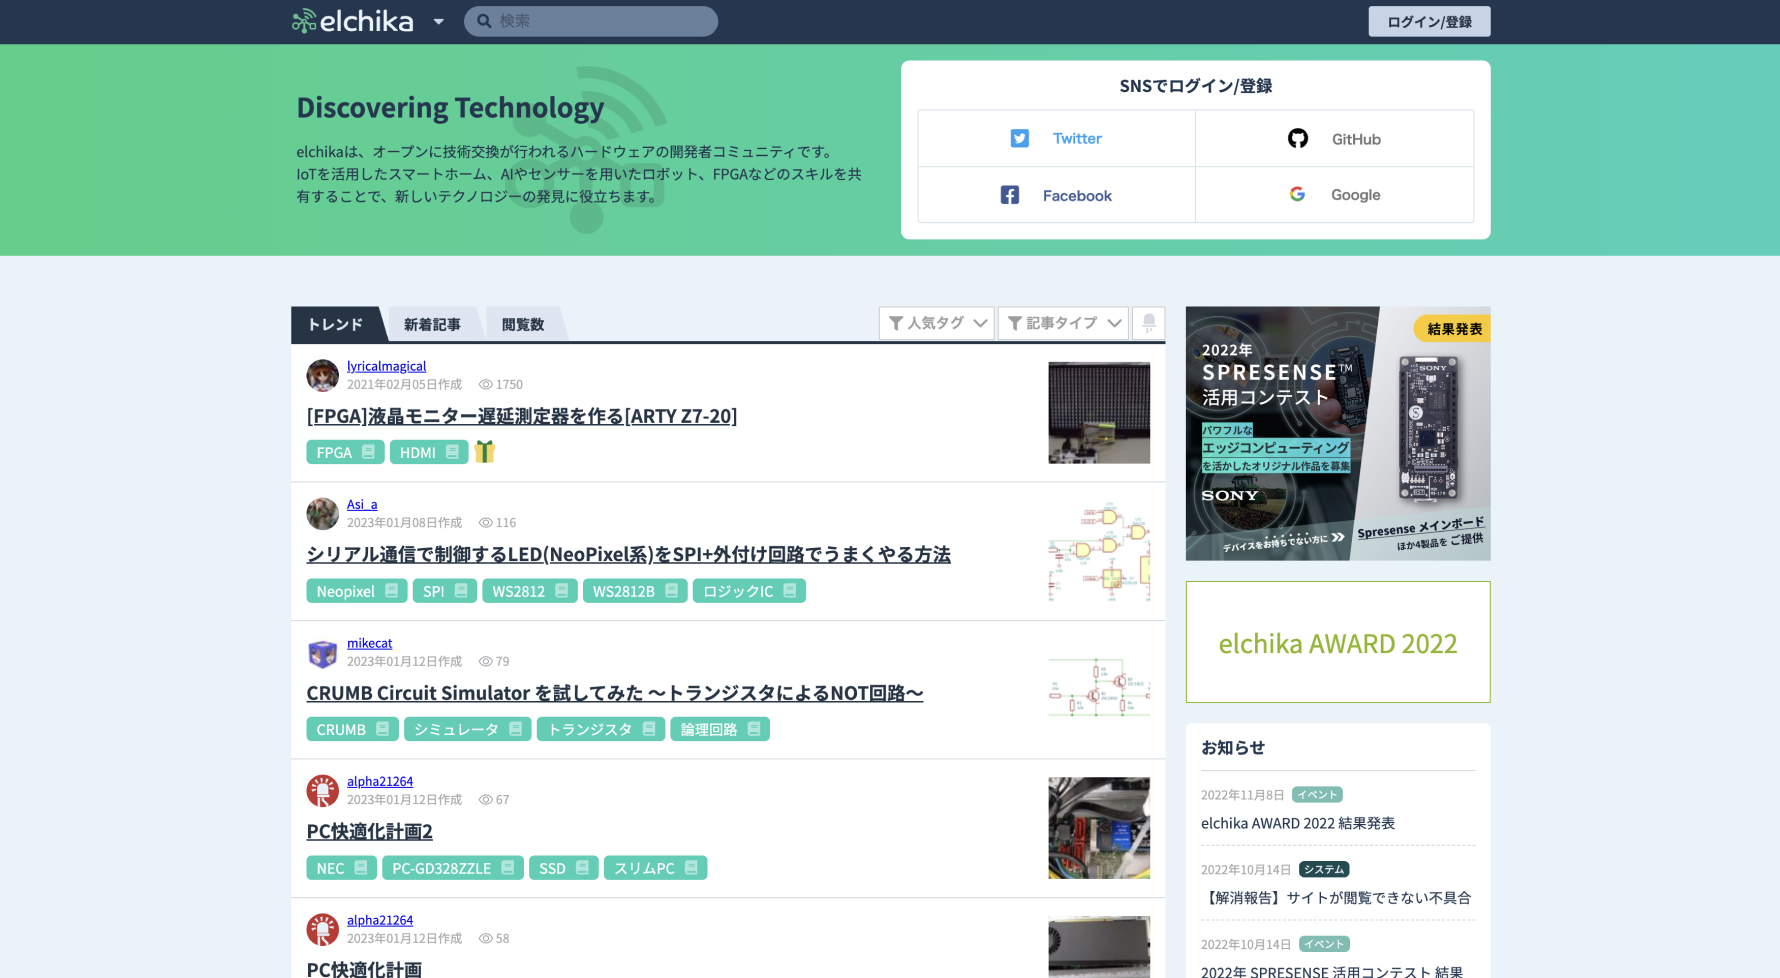 elchika
検索
ログイン/登録
Discovering Technology
elchikaは、オープンに技術交換が行われるハードウェアの開発者コミュニティです。
IoTを活用したスマートホーム、AIやセンサーを用いたロボット、FPGAなどのスキルを共
有することで、新しいテクノロジーの発見に役立ちます。
SNSでログイン/登録
Twitter
GitHub
Facebook
Google
トレンド
新着記事
閲覧数
人気タグ
記事タイプ
lyricalmagical
2021年02月05日作成 1750
[FPGA]液晶モニター遅延測定器を作る[ARTY Z7-20]
FPGA HDMI
Asi_a
2023年01月08日作成 116
シリアル通信で制御するLED(NeoPixel系)をSPI+外付け回路でうまくやる方法
Neopixel SPI WS2812 WS2812B ロジックIC
mikecat
2023年01月12日作成 79
CRUMB Circuit Simulator を試してみた 〜トランジスタによるNOT回路〜
CRUMB シミュレータ トランジスタ 論理回路
alpha21264
2023年01月12日作成 67
PC快適化計画2
NEC PC-GD328ZZLE SSD スリムPC
alpha21264
2023年01月12日作成 58
PC快適化計画
結果発表
2022年
SPRESENSE™
活用コンテスト
パワフルな
エッジコンピューティング
を活かしたオリジナル作品を募集
SONY
SONY
SPRESENSE
デバイスをお持ちでない方に
Spresense メインボード
ほか4製品を ご提供
elchika AWARD 2022
お知らせ
2022年11月8日 イベント
elchika AWARD 2022 結果発表
2022年10月14日 システム
【解消報告】サイトが閲覧できない不具合
2022年10月14日 イベント
2022年 SPRESENSE 活用コンテスト 結果